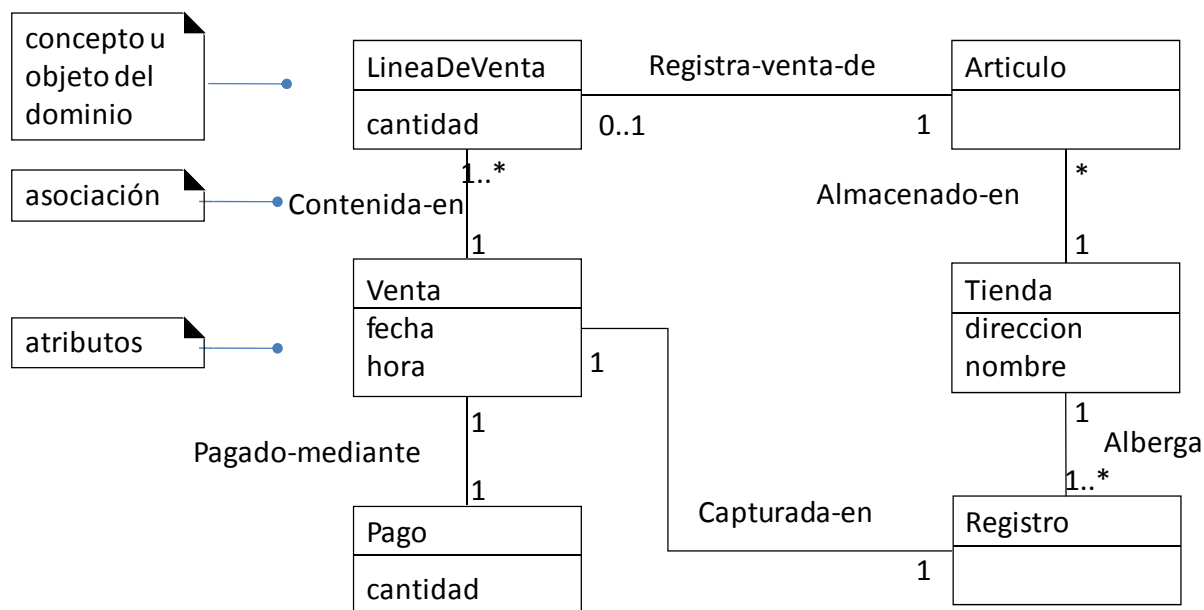 concepto u
objeto del
dominio
LineaDeVenta
cantidad
Registra-venta-de
0..1
1
Articulo
asociación
1..*
Contenida-en
1
*
Almacenado-en
1
atributos
Venta
fecha
hora
1
Tienda
direccion
nombre
1
Pagado-mediante
1
1
Alberga
1..*
Pago
cantidad
Capturada-en
1
Registro